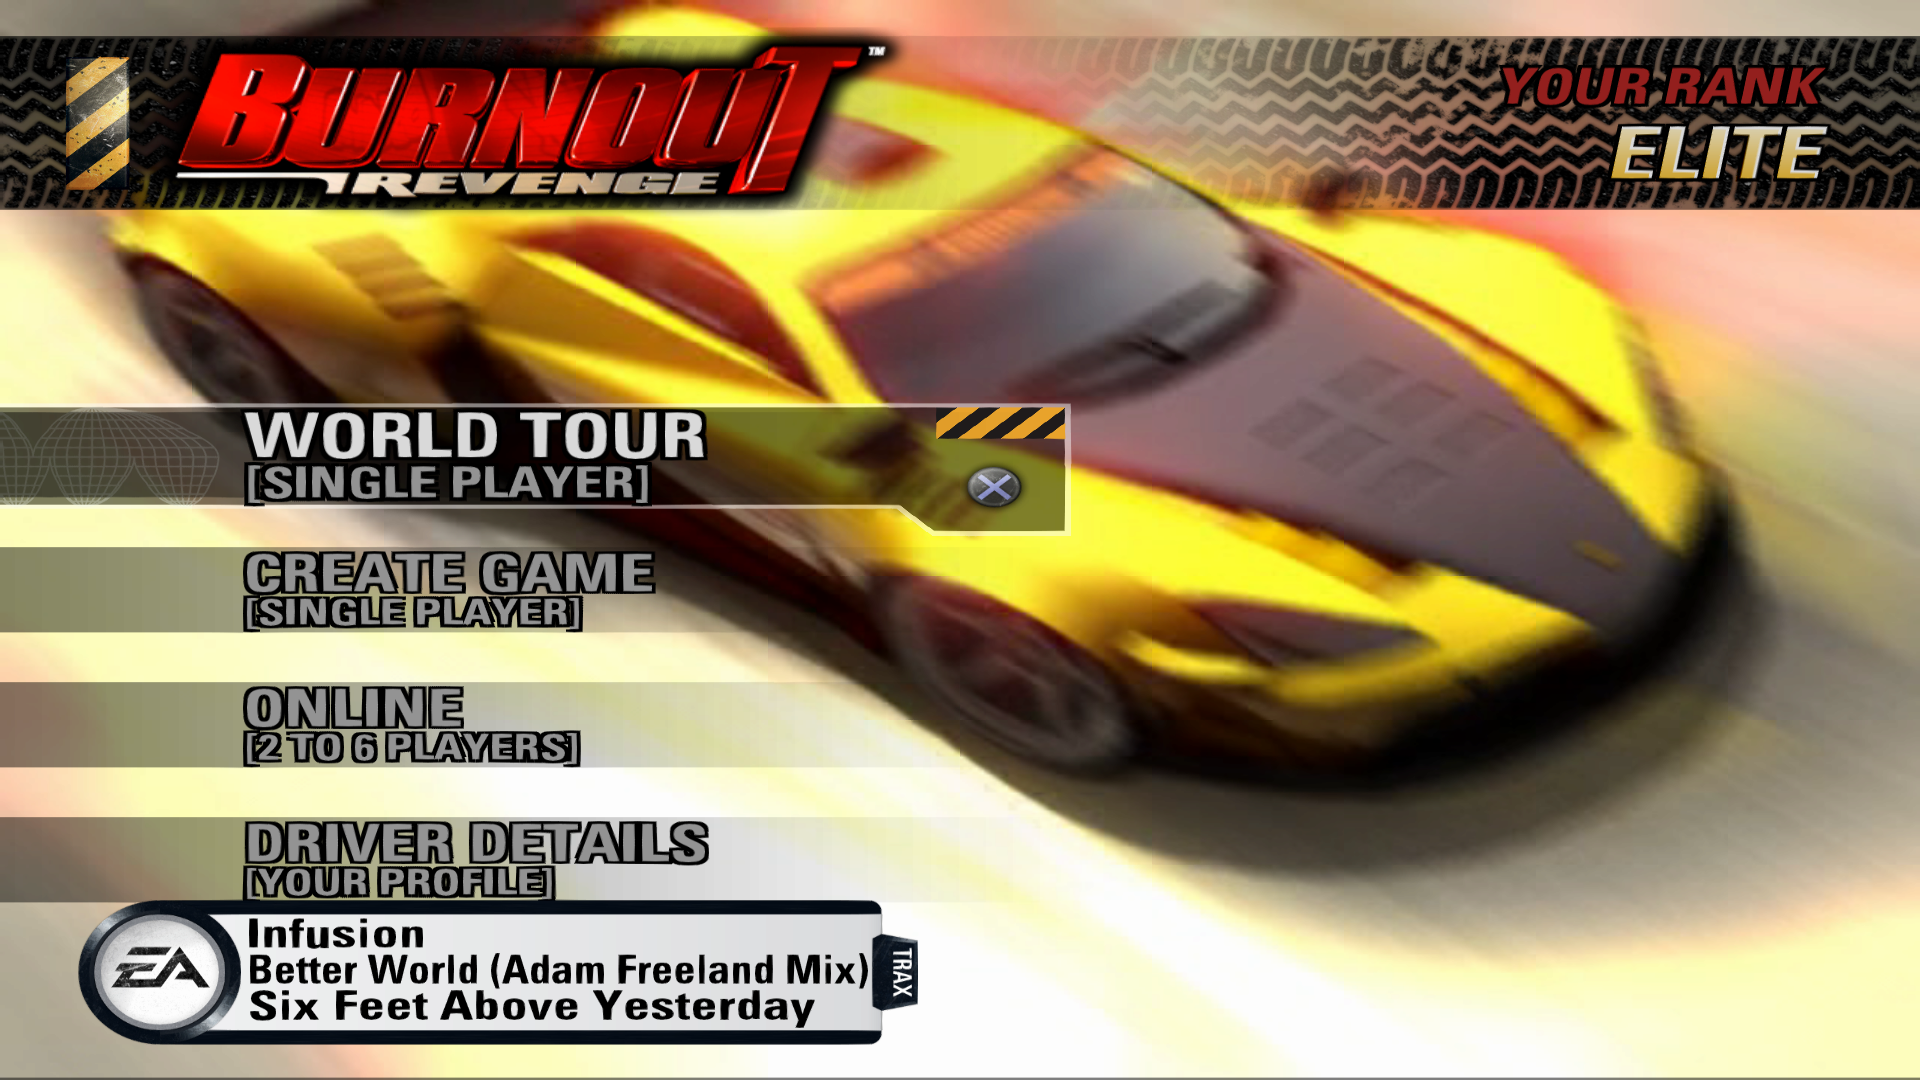 BURNOUT™
REVENGE
YOUR RANK
ELITE
WORLD TOUR
[SINGLE PLAYER]
CREATE GAME
[SINGLE PLAYER]
ONLINE
[2 TO 6 PLAYERS]
DRIVER DETAILS
[YOUR PROFILE]
EA
Infusion
Better World (Adam Freeland Mix)
Six Feet Above Yesterday
TRAX